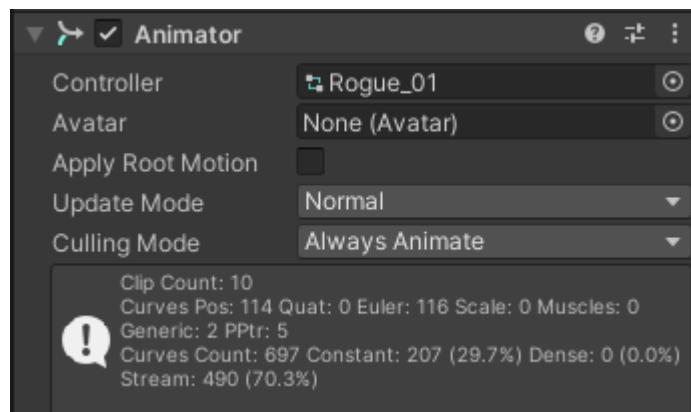 Animator
Controller Rogue_01
Avatar None (Avatar)
Apply Root Motion
Update Mode Normal
Culling Mode Always Animate
Clip Count: 10
Curves Pos: 114 Quat: 0 Euler: 116 Scale: 0 Muscles: 0
Generic: 2 PPtr: 5
Curves Count: 697 Constant: 207 (29.7%) Dense: 0 (0.0%)
Stream: 490 (70.3%)